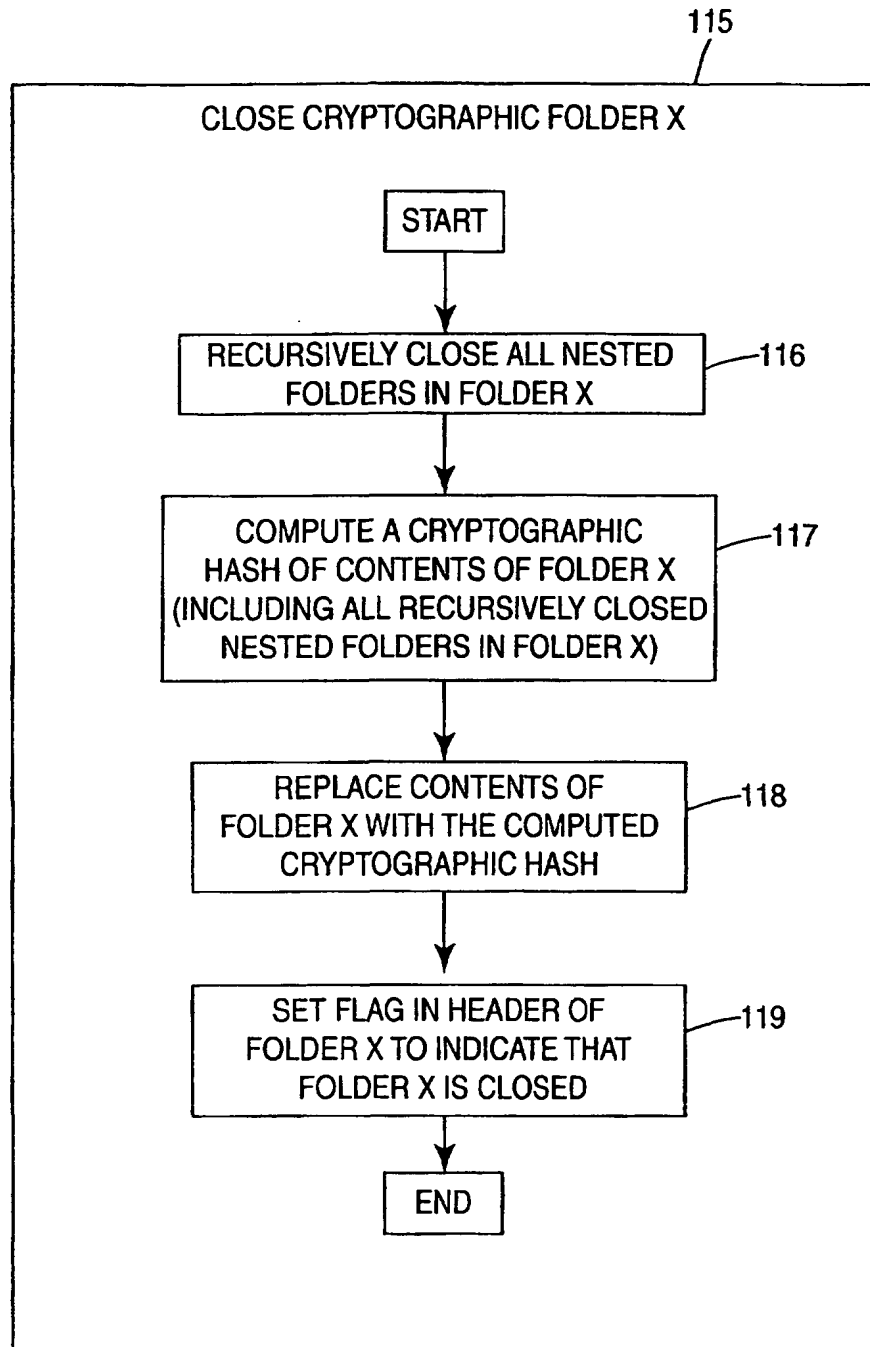 115
CLOSE CRYPTOGRAPHIC FOLDER X
START
RECURSIVELY CLOSE ALL NESTED
FOLDERS IN FOLDER X
116
COMPUTE A CRYPTOGRAPHIC
HASH OF CONTENTS OF FOLDER X
(INCLUDING ALL RECURSIVELY CLOSED
NESTED FOLDERS IN FOLDER X)
117
REPLACE CONTENTS OF
FOLDER X WITH THE COMPUTED
CRYPTOGRAPHIC HASH
118
SET FLAG IN HEADER OF
FOLDER X TO INDICATE THAT
FOLDER X IS CLOSED
119
END